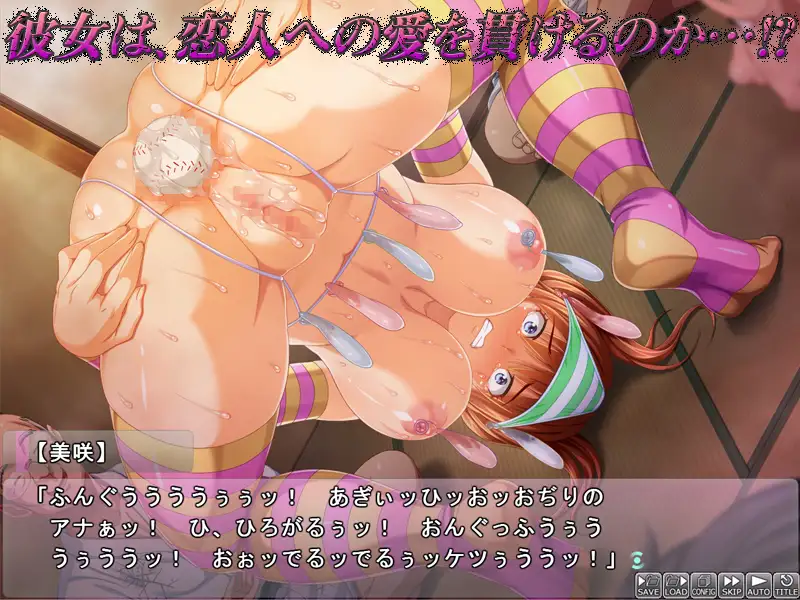 彼女は、恋人への愛を貫けるのか…!?
【美咲】
「ふんぐぅうううぅぅッ！　あぎぃッひッおッおぢりの
アナぁッ！　ひ、ひろがるぅッ！　おんぐっふうぅう
うぅううッ！　おぉッでるッでるぅッケツぅううッ！」
SAVE LOAD CONFIG SKIP AUTO TITLE